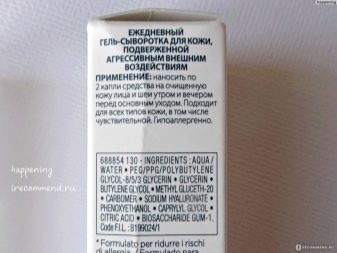 ЕЖЕДНЕВНЫЙ
ГЕЛЬ-СЫВОРОТКА ДЛЯ КОЖИ,
ПОДВЕРЖЕННОЙ
АГРЕССИВНЫМ ВНЕШНИМ
ВОЗДЕЙСТВИЯМ
ПРИМЕНЕНИЕ: наносить по
2 капли средства на очищенную
кожу лица и шеи утром и вечером
перед основным уходом. Подходит
для всех типов кожи, в том числе
чувствительной. Гипоаллергенно.
688854 130 - INGREDIENTS: AQUA /
WATER • PEG/PPG/POLYBUTYLENE
GLYCOL-8/5/3 GLYCERIN • GLYCERIN •
BUTYLENE GLYCOL • METHYL GLUCETH-20
• CARBOMER • SODIUM HYALURONATE •
PHENOXYETHANOL • CAPRYLYL GLYCOL •
CITRIC ACID • BIOSACCHARIDE GUM-1.
Code F.I.L.: B199024/1
*Formulato per ridurre i rischi
di allergia. / Formulado para
happening
irecommend.ru